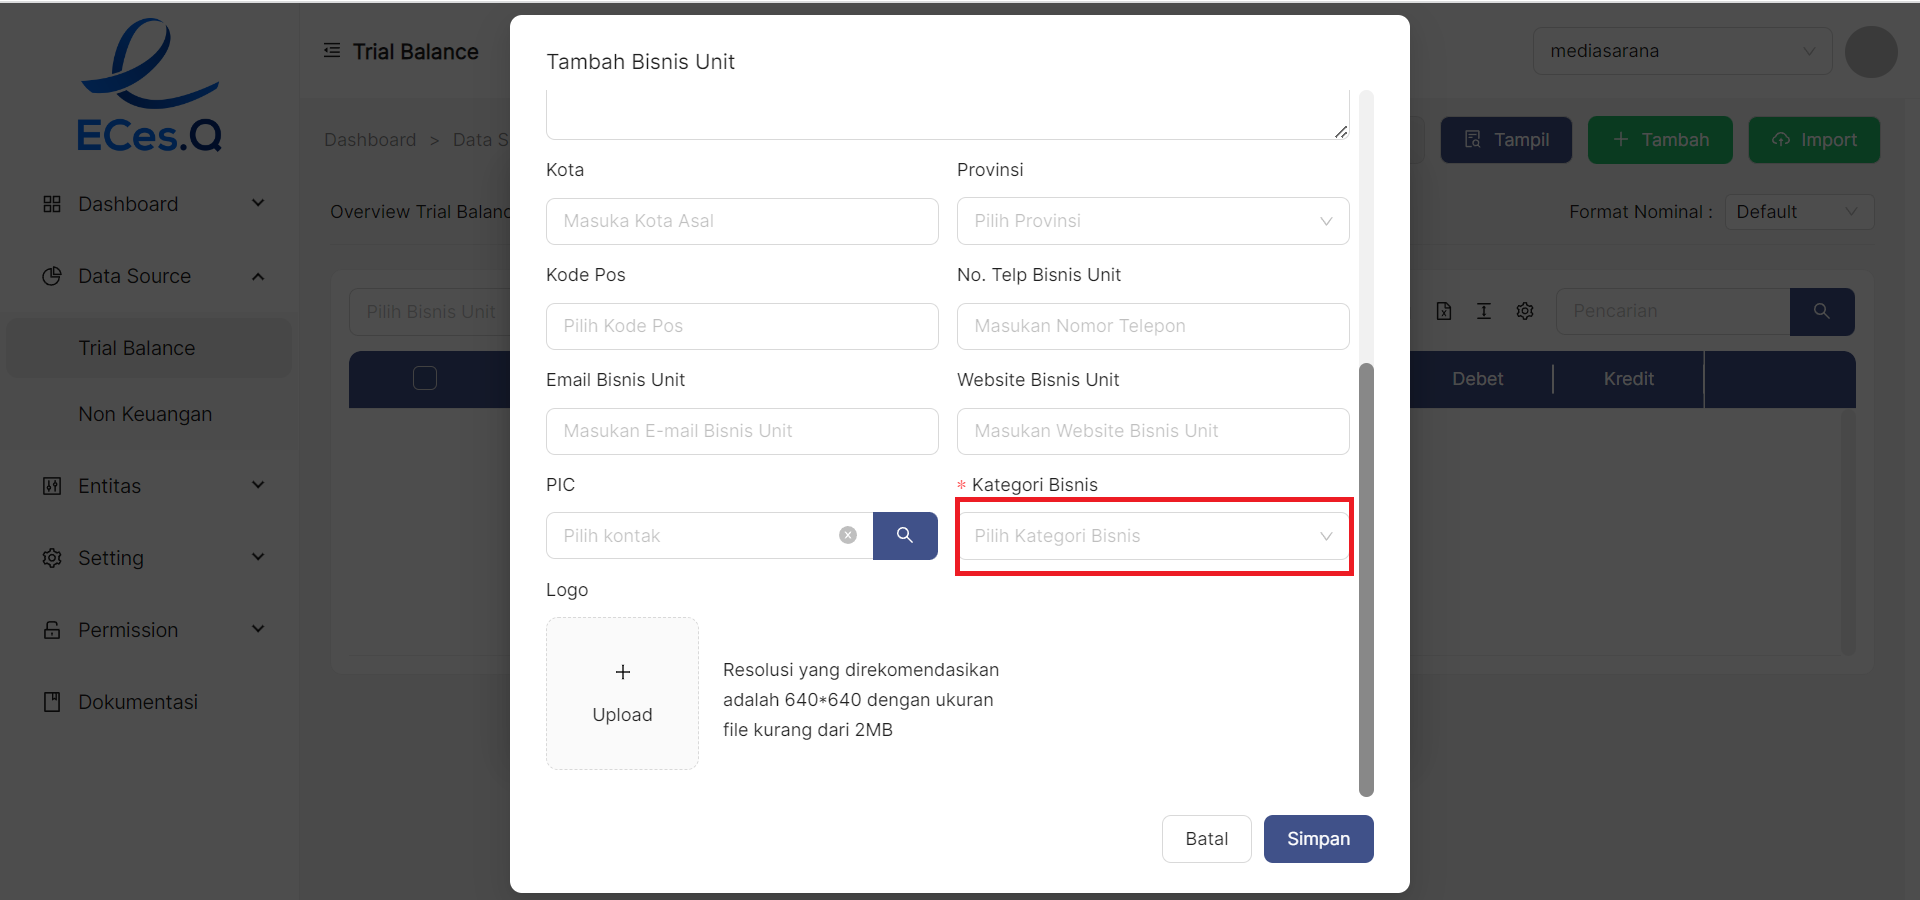 ECes.Q
Dashboard
Data Source
Trial Balance
Non Keuangan
Entitas
Setting
Permission
Dokumentasi
Trial Balance
mediasarana
Dashboard > Data S
Tampil
+ Tambah
Import
Overview Trial Balanc
Format Nominal : Default
Pilih Bisnis Unit
Pencarian
Debet
Kredit
Tambah Bisnis Unit
Kota
Provinsi
Masuka Kota Asal
Pilih Provinsi
Kode Pos
No. Telp Bisnis Unit
Pilih Kode Pos
Masukan Nomor Telepon
Email Bisnis Unit
Website Bisnis Unit
Masukan E-mail Bisnis Unit
Masukan Website Bisnis Unit
PIC
* Kategori Bisnis
Pilih kontak
Pilih Kategori Bisnis
Logo
+
Upload
Resolusi yang direkomendasikan
adalah 640*640 dengan ukuran
file kurang dari 2MB
Batal
Simpan